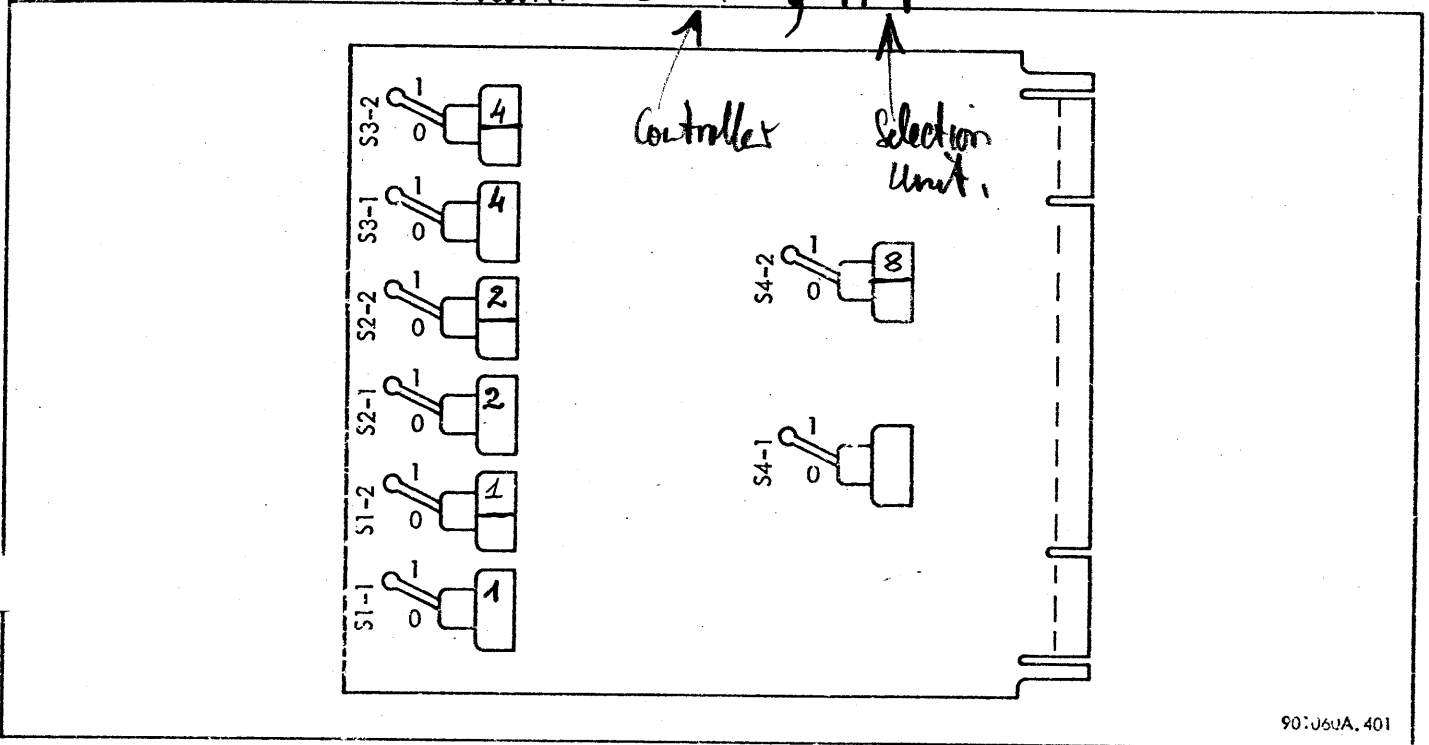 Controller
Selection
Unit.
S3-2 1 0 4
S3-1 1 0 4
S2-2 1 0 2
S2-1 1 0 2
S1-2 1 0 1
S1-1 1 0 1
S4-2 1 0 8
S4-1 1 0